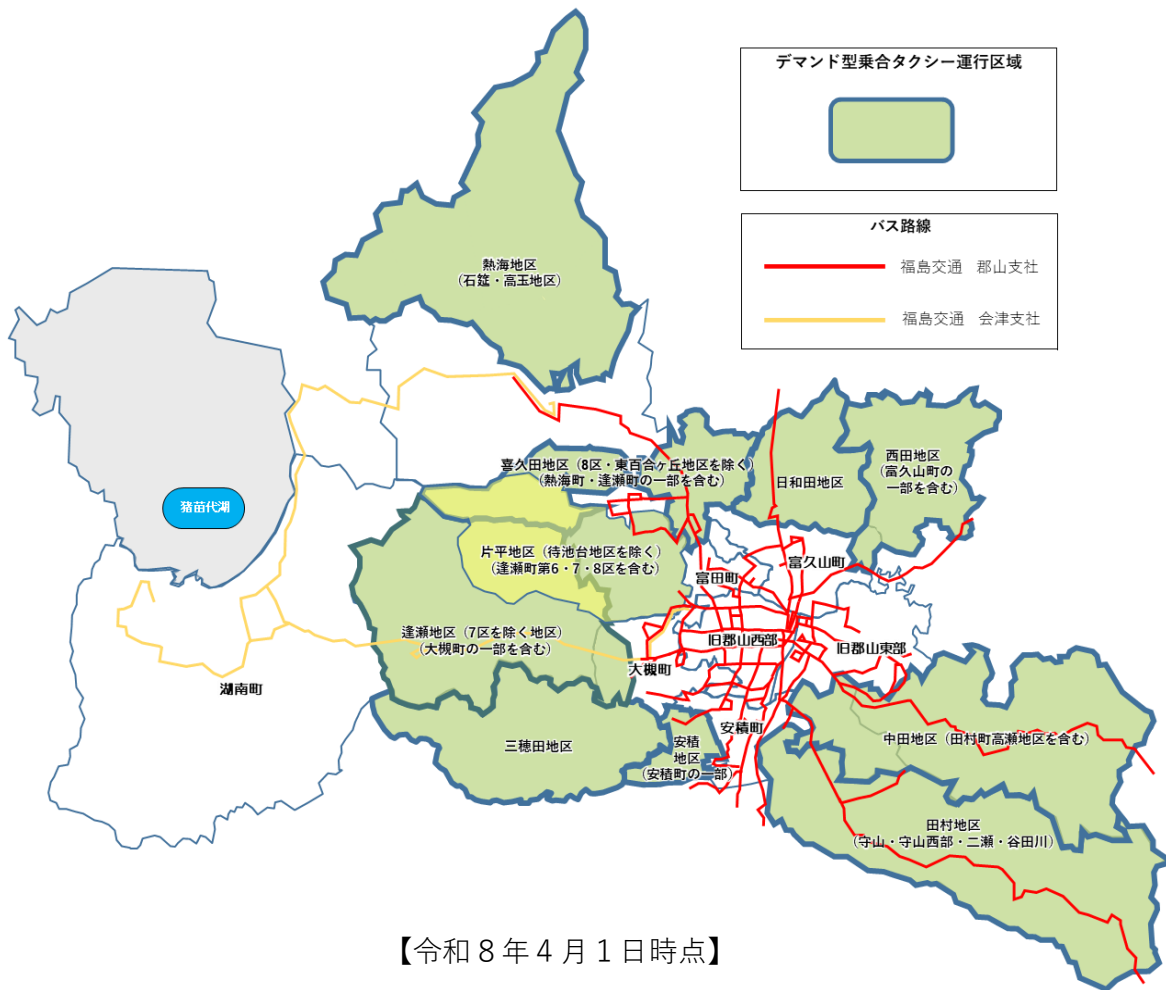 デマンド型乗合タクシー運行区域
バス路線
福島交通　郡山支社
福島交通　会津支社
熱海地区
（石筵・高玉地区）
喜久田地区（8区・東百合ヶ丘地区を除く）
（熱海町・逢瀬町の一部を含む）
日和田地区
西田地区
（富久山町の
一部を含む）
猪苗代湖
片平地区（待池台地区を除く）
（逢瀬町第6・7・8区を含む）
富田町
富久山町
逢瀬地区（7区を除く地区）
（大槻町の一部を含む）
旧郡山西部
旧郡山東部
大槻町
湖南町
三穂田地区
安積
地区
（安積町の一部）
安積町
中田地区（田村町高瀬地区を含む）
田村地区
（守山・守山西部・二瀬・谷田川）
【令和８年４月１日時点】